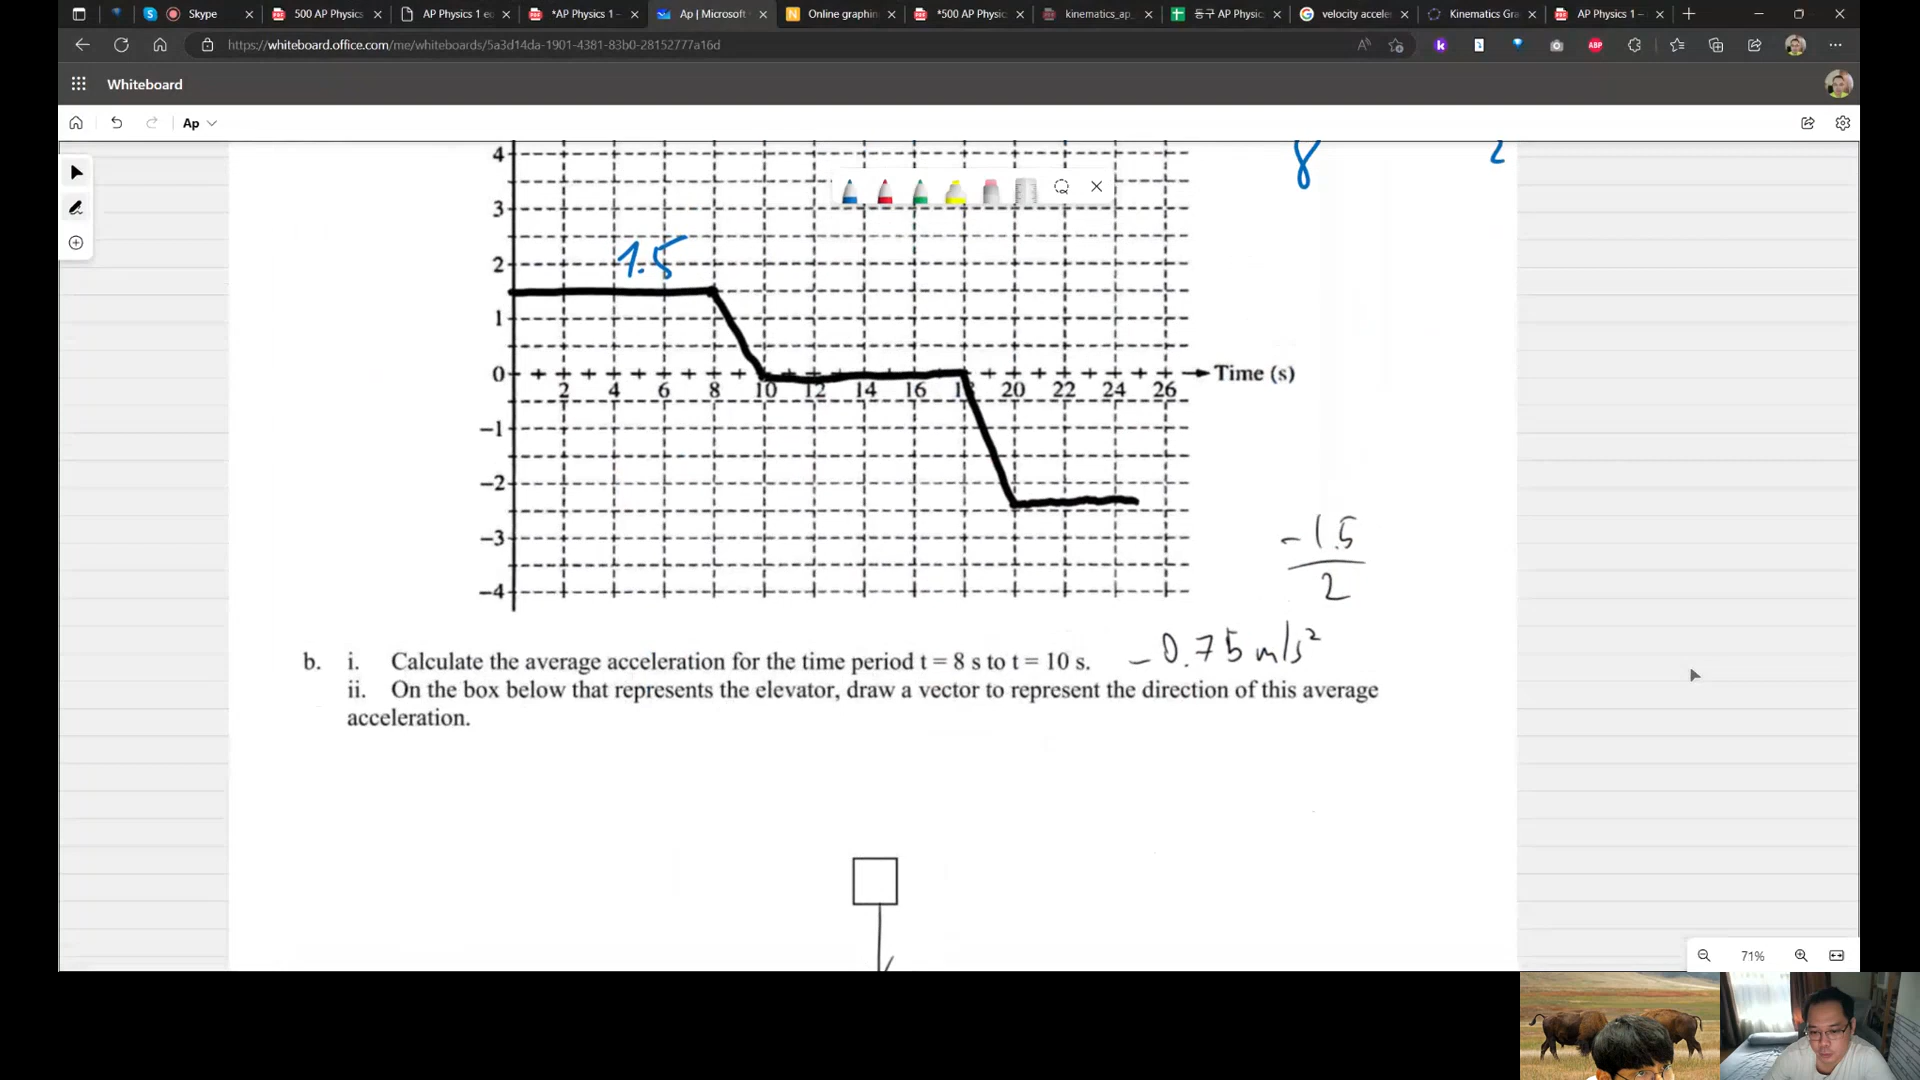 Skype
500 AP Physics
AP Physics 1 e
*AP Physics 1 –
Ap | Microsoft
Online graphin
*500 AP Physic
kinematics_ap_
동구 AP Physic
velocity accele
Kinematics Gra
AP Physics 1 –
https://whiteboard.office.com/me/whiteboards/5a3d14da-1901-4381-83b0-28152777a16d
ABP
Whiteboard
Ap
4
3
2
1
0
−1
−2
−3
−4
1.5
8
2 4 6 8 10 12 14 16 18 20 22 24 26
Time (s)
-1.5
2
b. i. Calculate the average acceleration for the time period t = 8 s to t = 10 s. -0.75 m/s²
ii. On the box below that represents the elevator, draw a vector to represent the direction of this average
acceleration.
71%